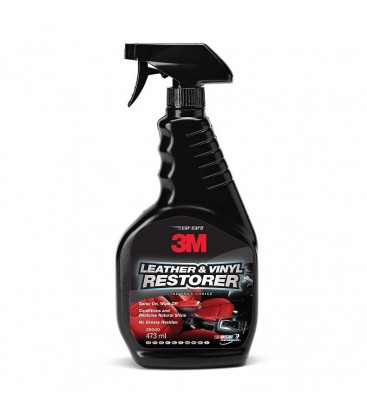 car care
3M
LEATHER & VINYL
RESTORER
Spray On, Wipe Off
Conditions and
Restores Natural Shine
No Greasy Residue
473 ml
NASCAR